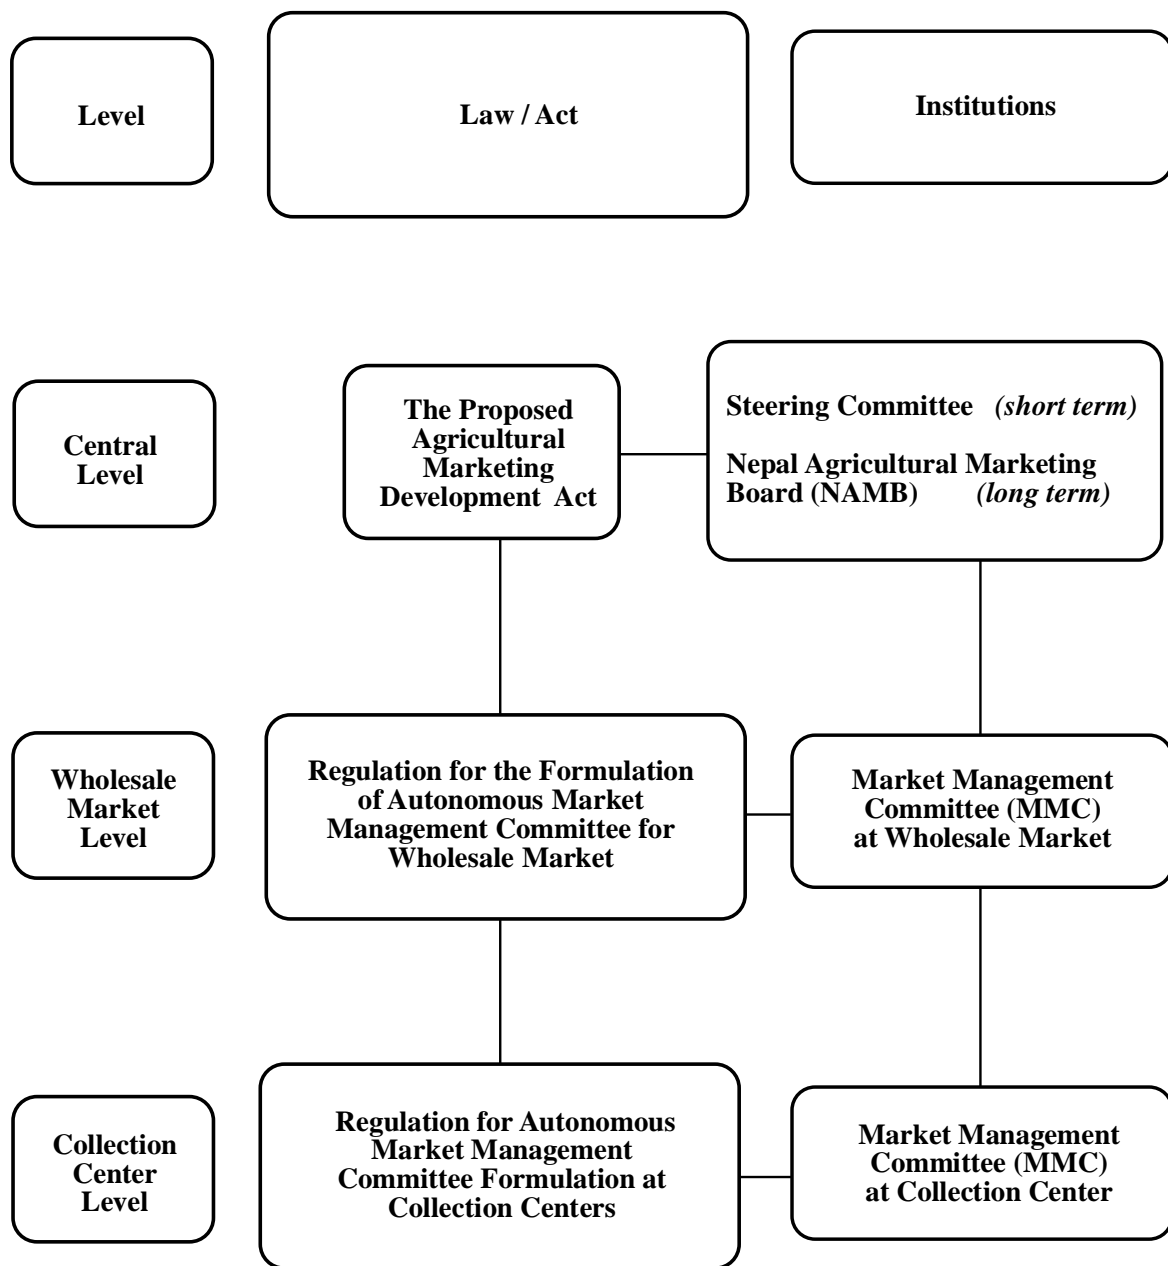 Level
Law / Act
Institutions
Central
Level
The Proposed
Agricultural
Marketing
Development Act
Steering Committee (short term)
Nepal Agricultural Marketing
Board (NAMB) (long term)
Wholesale
Market
Level
Regulation for the Formulation
of Autonomous Market
Management Committee for
Wholesale Market
Market Management
Committee (MMC)
at Wholesale Market
Collection
Center
Level
Regulation for Autonomous
Market Management
Committee Formulation at
Collection Centers
Market Management
Committee (MMC)
at Collection Center